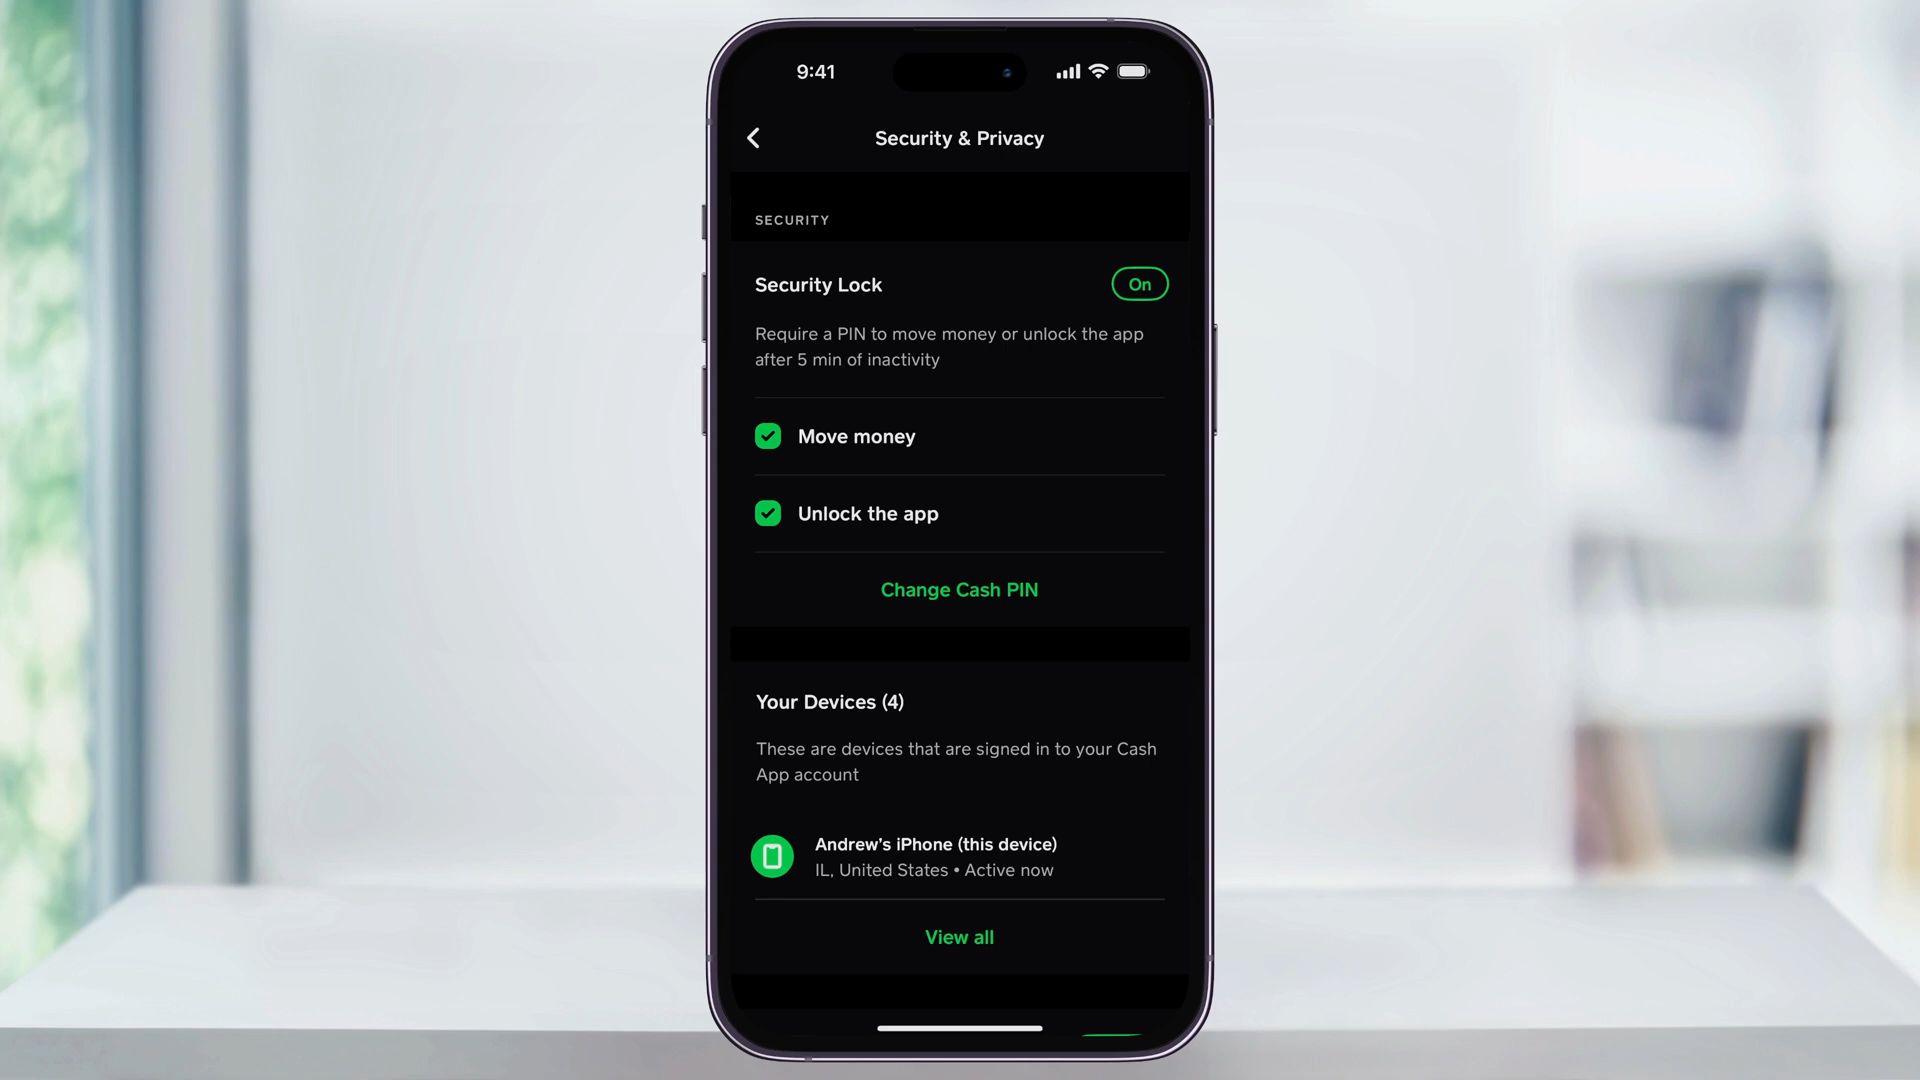 9:41
Security & Privacy
SECURITY
Security Lock
On
Require a PIN to move money or unlock the app
after 5 min of inactivity
Move money
Unlock the app
Change Cash PIN
Your Devices (4)
These are devices that are signed in to your Cash
App account
Andrew’s iPhone (this device)
IL, United States • Active now
View all